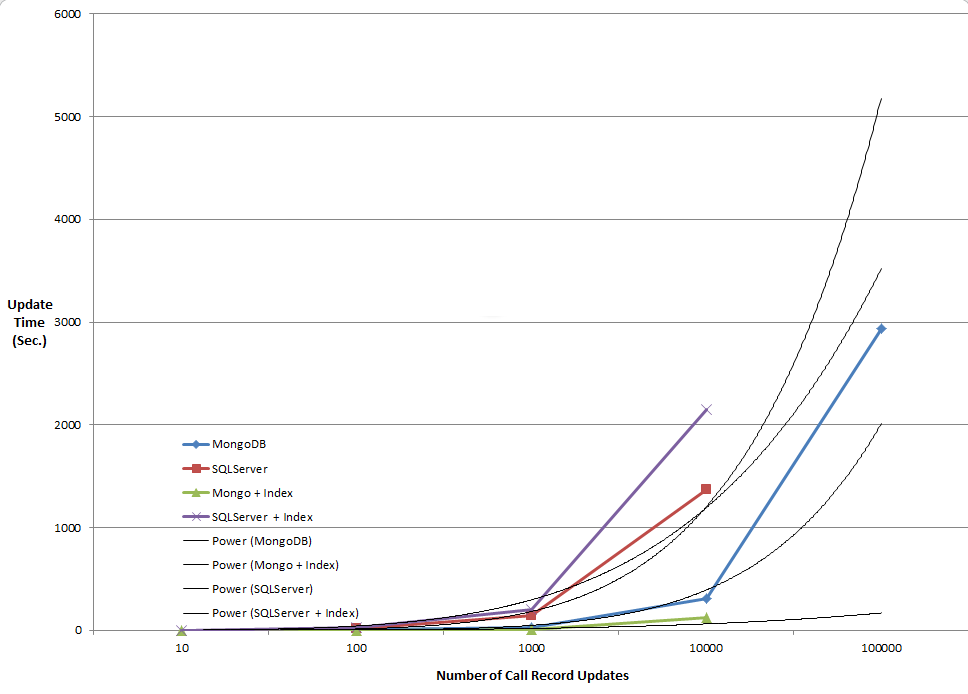 6000
5000
4000
Update
Time
(Sec.)
3000
2000
MongoDB
SQLServer
Mongo + Index
SQLServer + Index
1000
Power (MongoDB)
Power (Mongo + Index)
Power (SQLServer)
Power (SQLServer + Index)
0
10 100 1000 10000 100000
Number of Call Record Updates